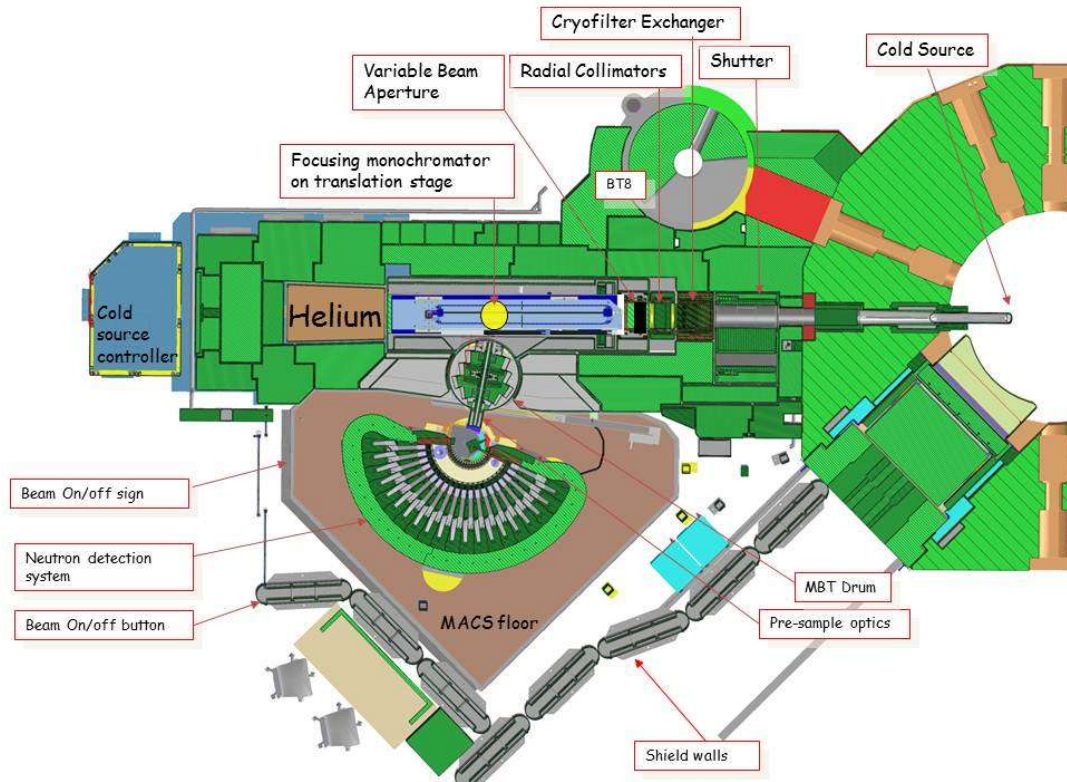 Cryofilter Exchanger
Variable Beam
Aperture
Radial Collimators
Shutter
Cold Source
Focusing monochromator
on translation stage
BT8
Helium
Cold
source
controller
Beam On/off sign
Neutron detection
system
Beam On/off button
MACS floor
MBT Drum
Pre-sample optics
Shield walls